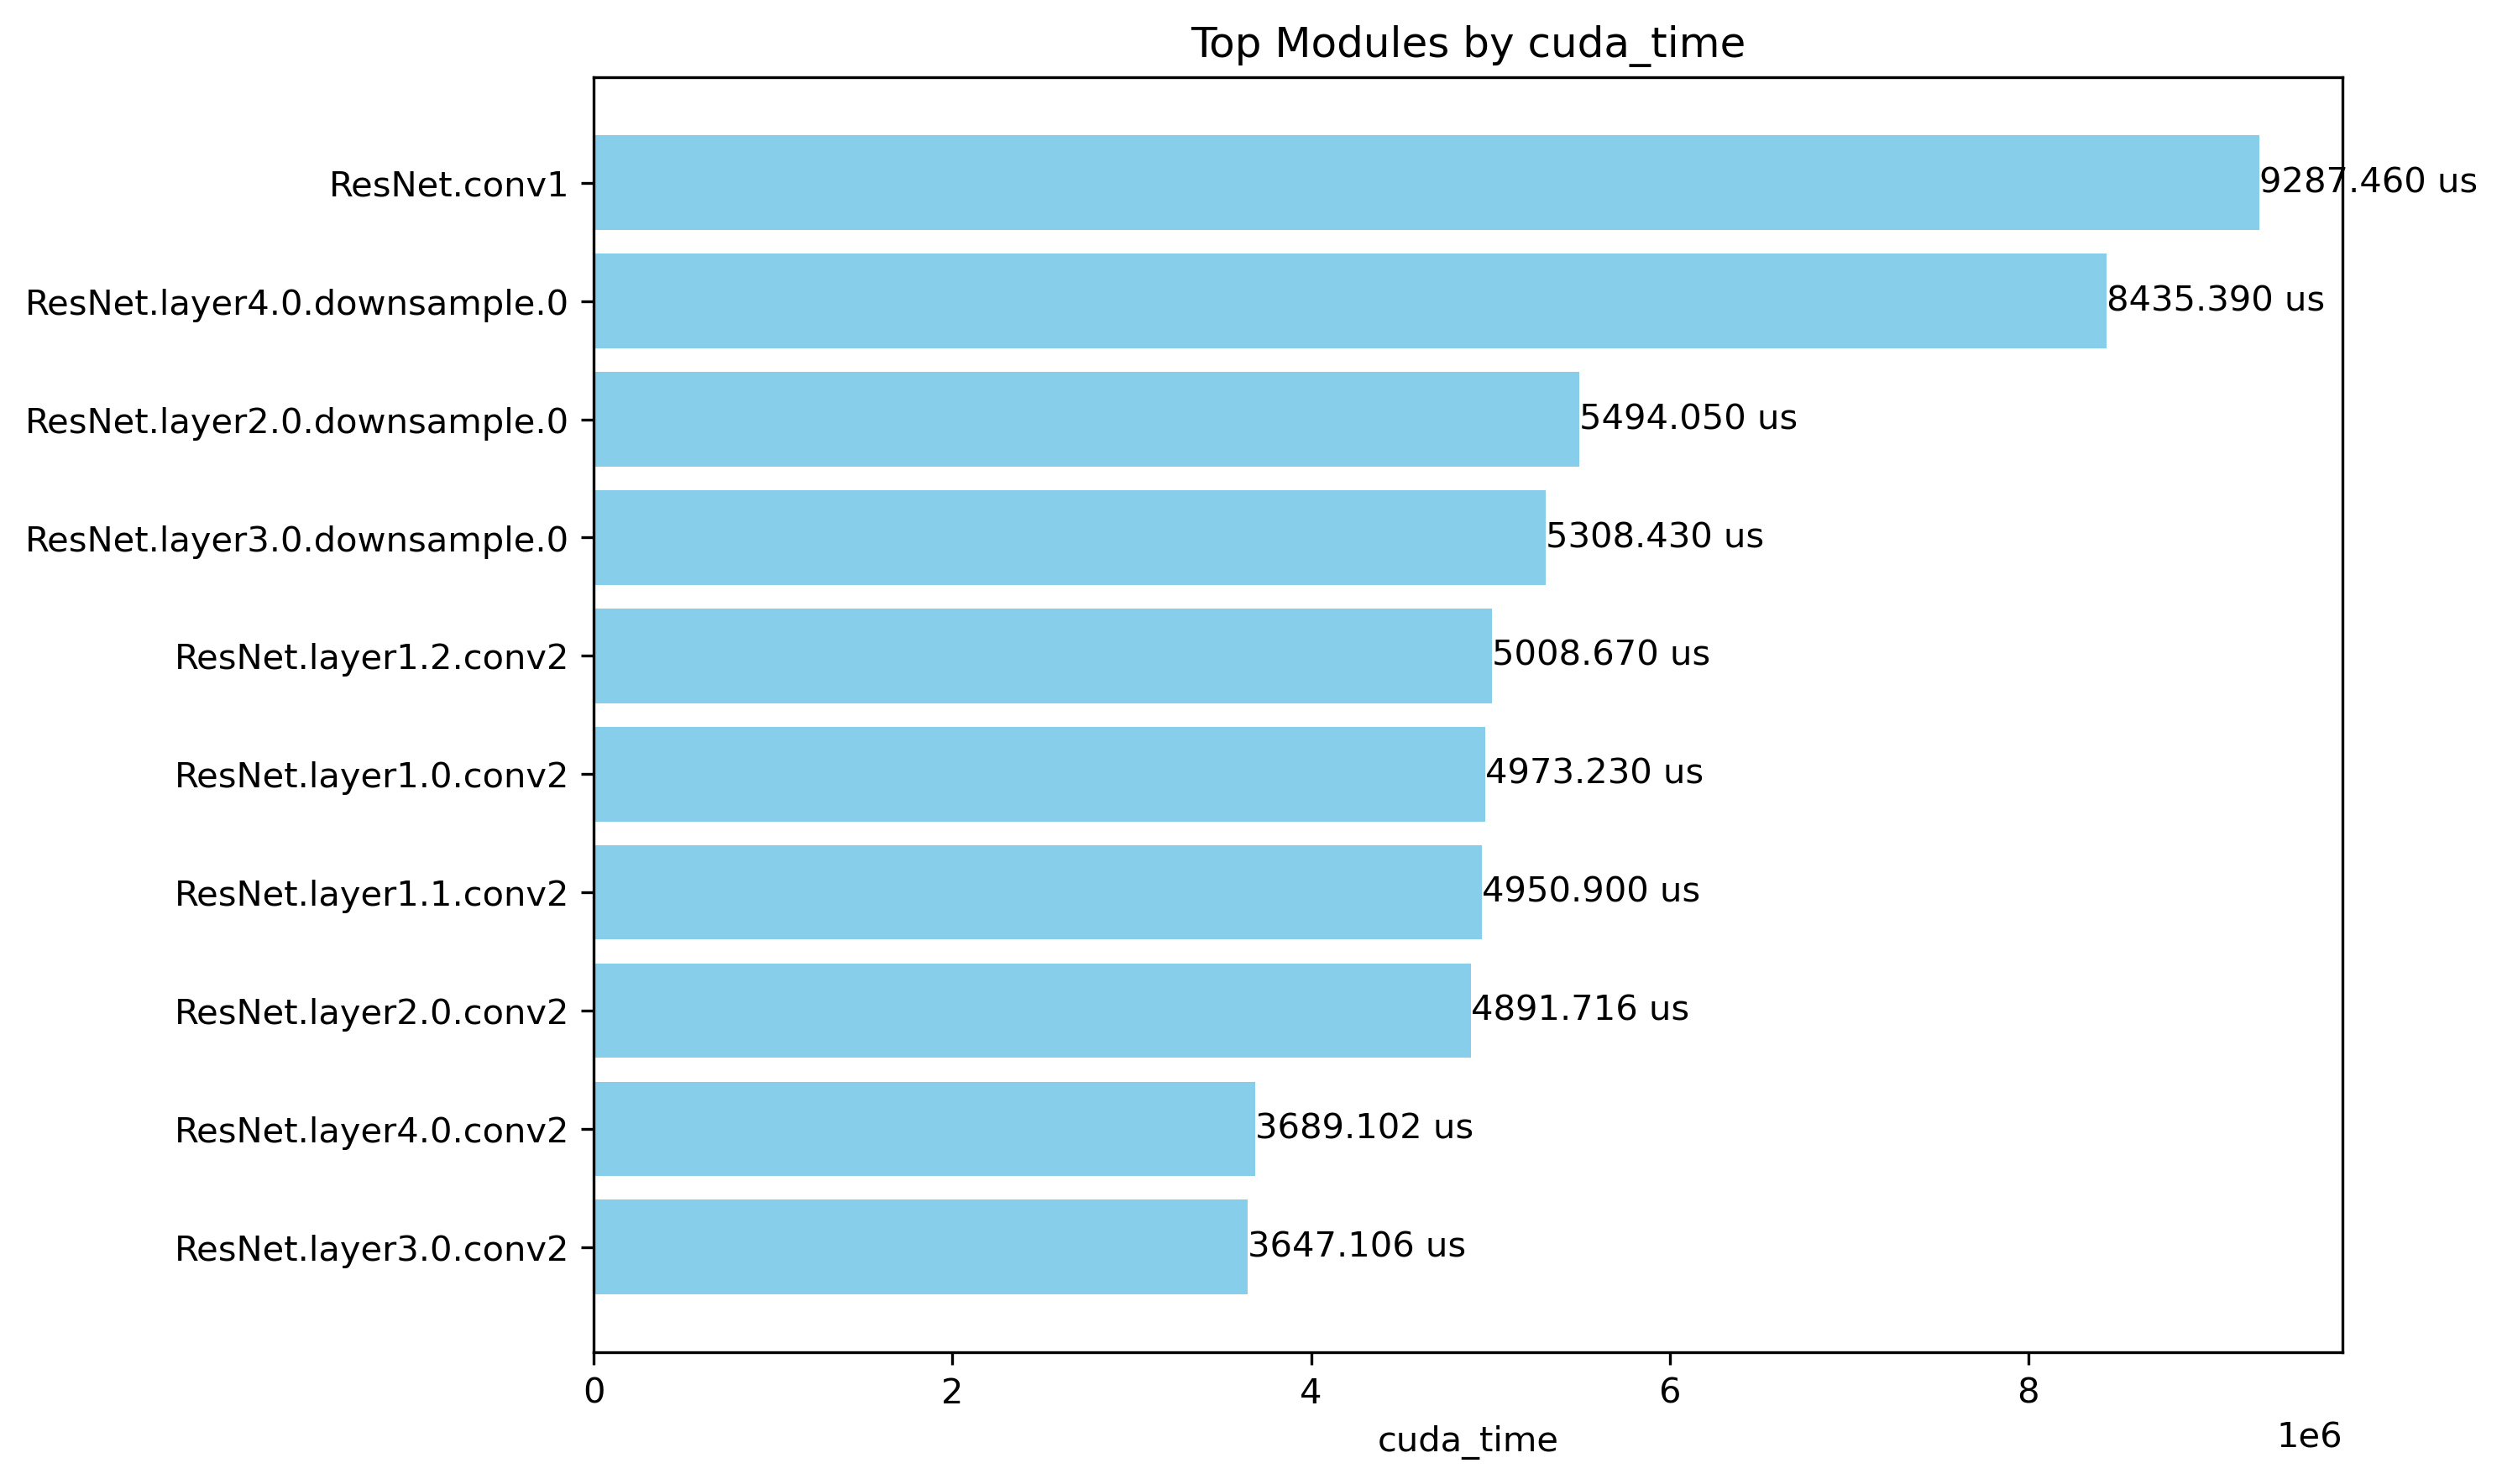 Top Modules by cuda_time
ResNet.conv1 9287.460 us
ResNet.layer4.0.downsample.0 8435.390 us
ResNet.layer2.0.downsample.0 5494.050 us
ResNet.layer3.0.downsample.0 5308.430 us
ResNet.layer1.2.conv2 5008.670 us
ResNet.layer1.0.conv2 4973.230 us
ResNet.layer1.1.conv2 4950.900 us
ResNet.layer2.0.conv2 4891.716 us
ResNet.layer4.0.conv2 3689.102 us
ResNet.layer3.0.conv2 3647.106 us
0 2 4 6 8
1e6
cuda_time